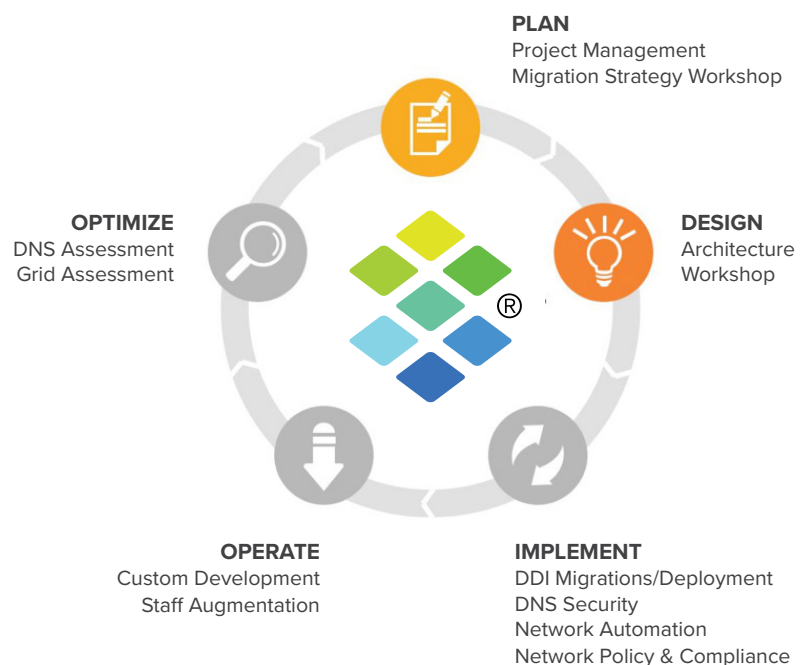 PLAN
Project Management
Migration Strategy Workshop
OPTIMIZE
DNS Assessment
Grid Assessment
DESIGN
Architecture
Workshop
®
OPERATE
Custom Development
Staff Augmentation
IMPLEMENT
DDI Migrations/Deployment
DNS Security
Network Automation
Network Policy & Compliance